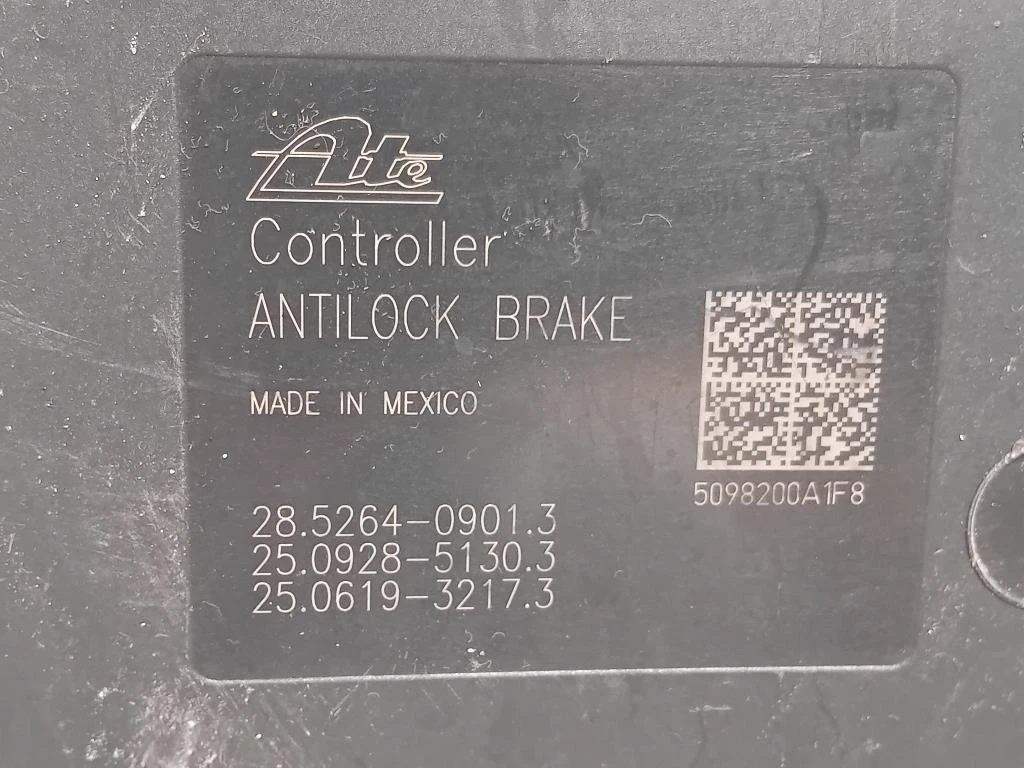 Ate
Controller
ANTILOCK BRAKE
MADE IN MEXICO
5098200A1F8
28.5264-0901.3
25.0928-5130.3
25.0619-3217.3